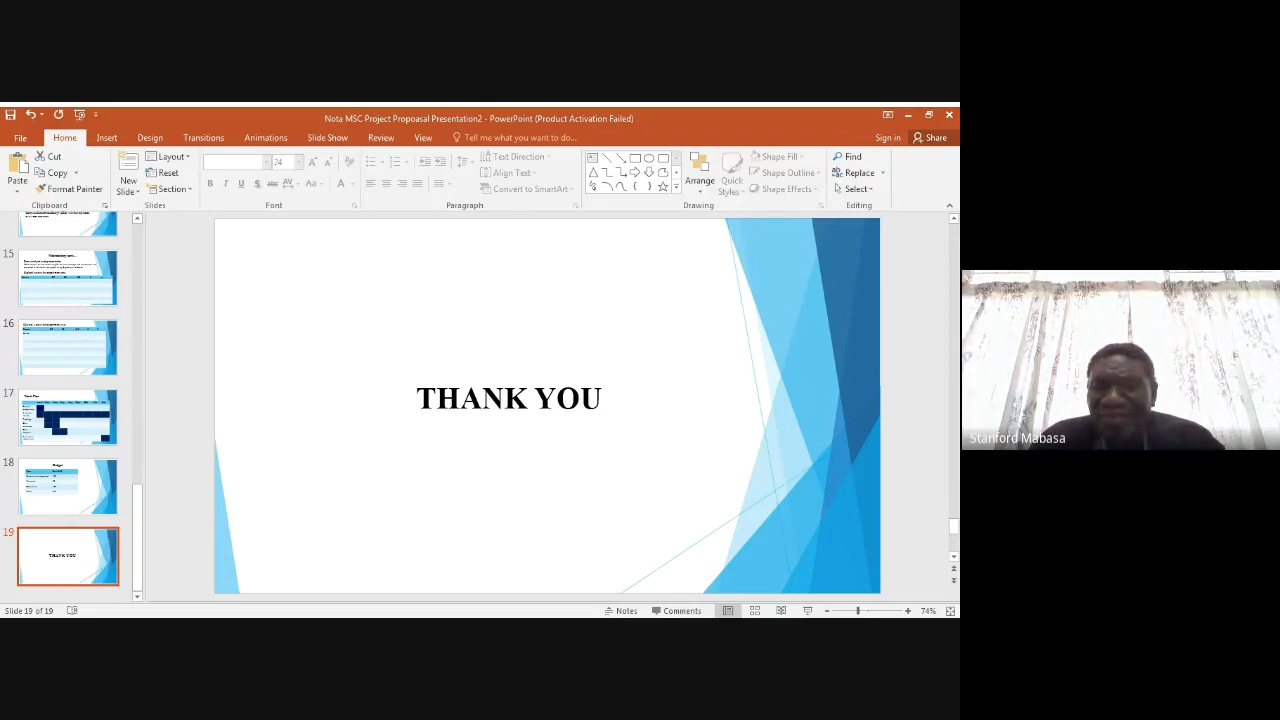 Nota MSC Project Propoasal Presentation2 - PowerPoint (Product Activation Failed)
File Home Insert Design Transitions Animations Slide Show Review View Tell me what you want to do... Sign in Share
Paste
Cut
Copy
Format Painter
Clipboard
New Slide
Layout
Reset
Section
Slides
24
B I U S abc AV Aa A
Font
Text Direction
Align Text
Convert to SmartArt
Paragraph
Arrange
Quick Styles
Shape Fill
Shape Outline
Shape Effects
Drawing
Find
Replace
Select
Editing
15
16
17
18
19
THANK YOU
THANK YOU
Stanford Mabasa
Slide 19 of 19 Notes Comments 74%